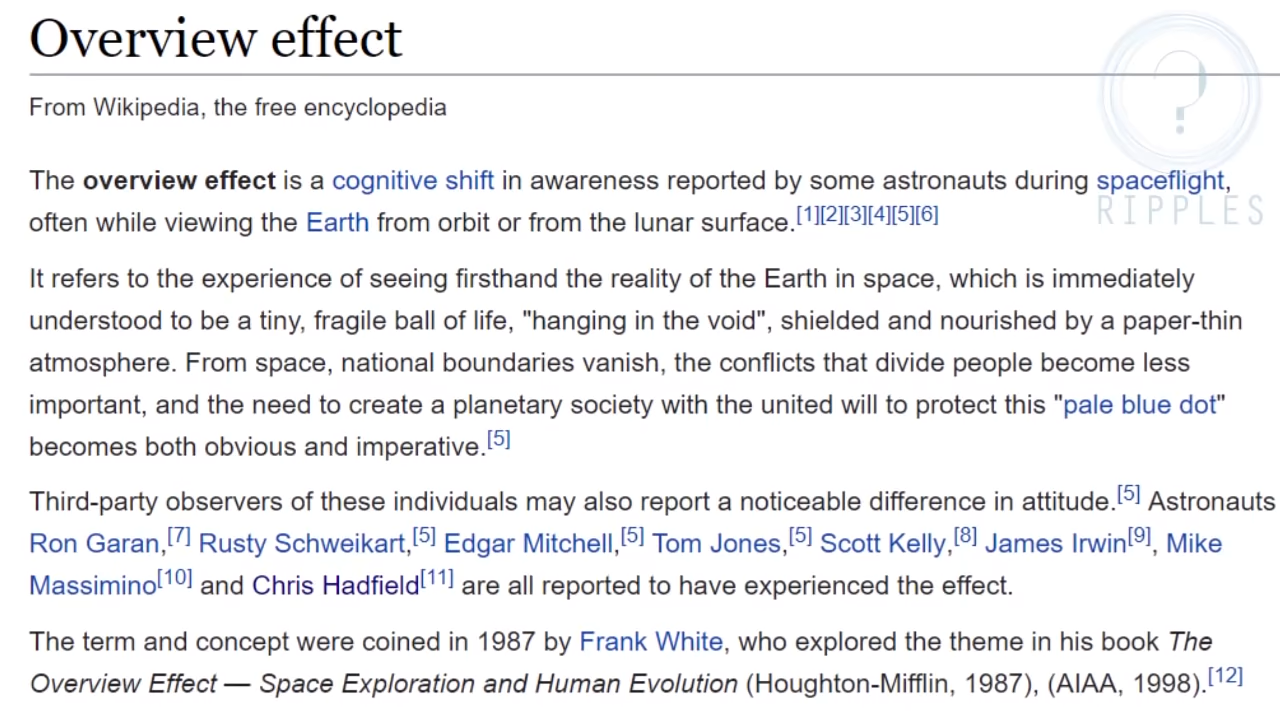 Overview effect
From Wikipedia, the free encyclopedia
?
RIPPLES
The overview effect is a cognitive shift in awareness reported by some astronauts during spaceflight,
often while viewing the Earth from orbit or from the lunar surface.[1][2][3][4][5][6]
It refers to the experience of seeing firsthand the reality of the Earth in space, which is immediately
understood to be a tiny, fragile ball of life, "hanging in the void", shielded and nourished by a paper-thin
atmosphere. From space, national boundaries vanish, the conflicts that divide people become less
important, and the need to create a planetary society with the united will to protect this "pale blue dot"
becomes both obvious and imperative.[5]
Third-party observers of these individuals may also report a noticeable difference in attitude.[5] Astronauts
Ron Garan,[7] Rusty Schweikart,[5] Edgar Mitchell,[5] Tom Jones,[5] Scott Kelly,[8] James Irwin[9], Mike
Massimino[10] and Chris Hadfield[11] are all reported to have experienced the effect.
The term and concept were coined in 1987 by Frank White, who explored the theme in his book The
Overview Effect — Space Exploration and Human Evolution (Houghton-Mifflin, 1987), (AIAA, 1998).[12]